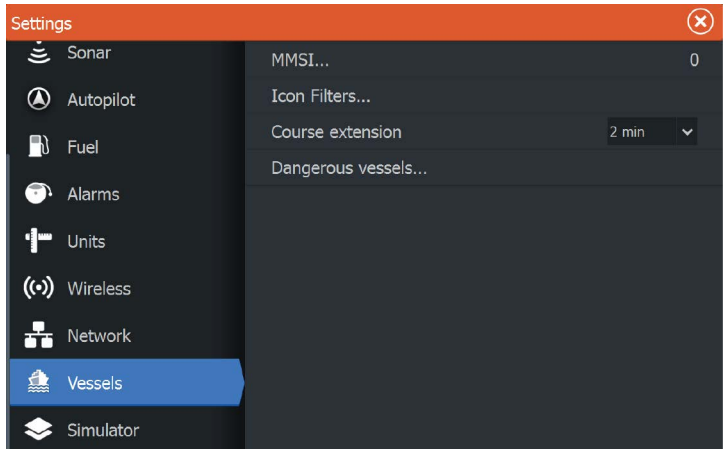 Settings
Sonar
Autopilot
Fuel
Alarms
Units
Wireless
Network
Vessels
Simulator
MMSI... 0
Icon Filters...
Course extension 2 min
Dangerous vessels...